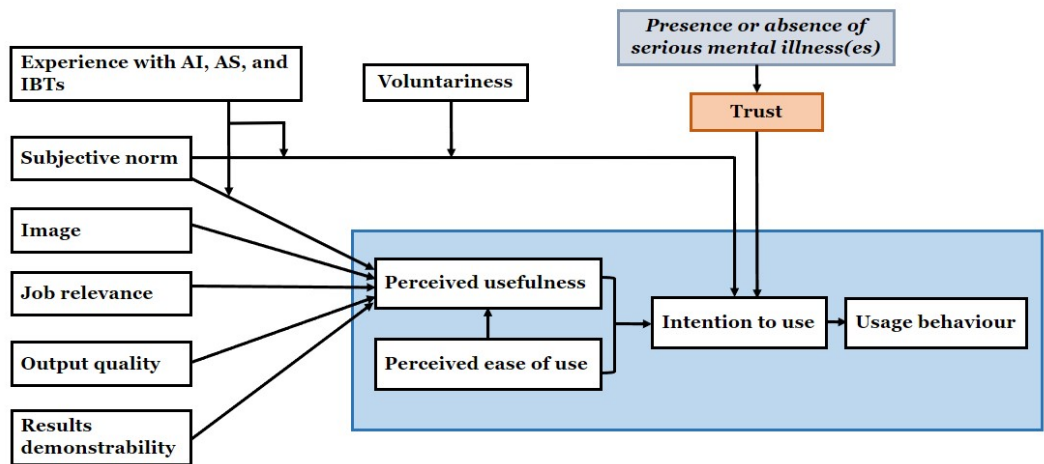 Presence or absence of
serious mental illness(es)
Experience with AI, AS, and
IBTs
Voluntariness
Trust
Subjective norm
Image
Job relevance
Output quality
Results
demonstrability
Perceived usefulness
Perceived ease of use
Intention to use
Usage behaviour